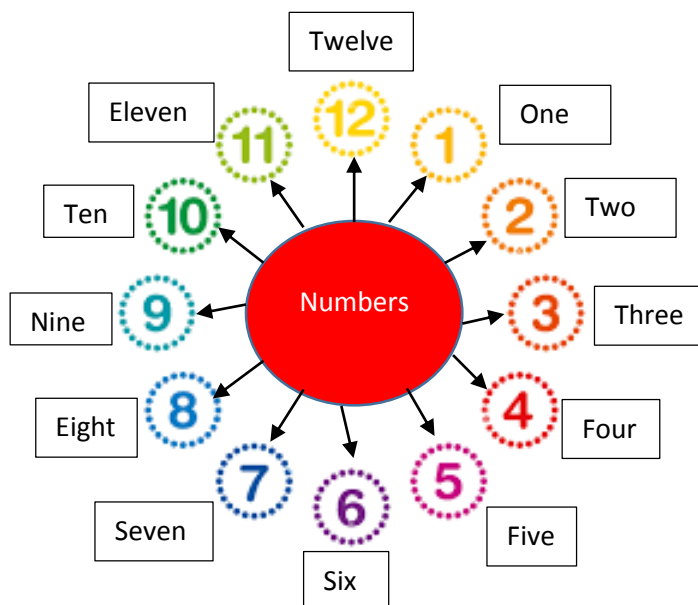 Twelve
12
Eleven
11
One
1
Ten
10
Two
2
Numbers
Nine
9
Three
3
Eight
8
Four
4
Seven
7
Five
5
Six
6